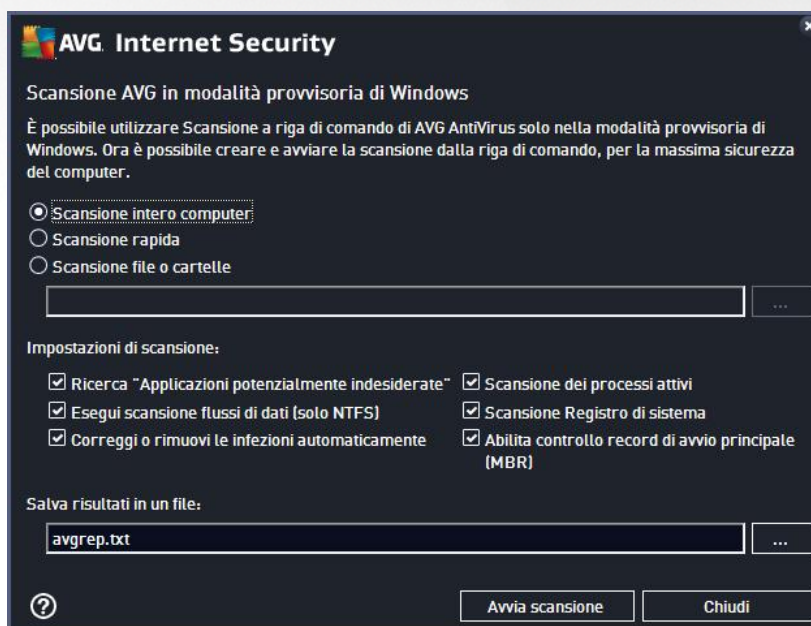 AVG Internet Security
Scansione AVG in modalità provvisoria di Windows
È possibile utilizzare Scansione a riga di comando di AVG AntiVirus solo nella modalità provvisoria di
Windows. Ora è possibile creare e avviare la scansione dalla riga di comando, per la massima sicurezza
del computer.
Scansione intero computer
Scansione rapida
Scansione file o cartelle
...
Impostazioni di scansione:
Ricerca "Applicazioni potenzialmente indesiderate" Scansione dei processi attivi
Esegui scansione flussi di dati (solo NTFS) Scansione Registro di sistema
Correggi o rimuovi le infezioni automaticamente Abilita controllo record di avvio principale
(MBR)
Salva risultati in un file:
avgrep.txt ...
? Avvia scansione Chiudi